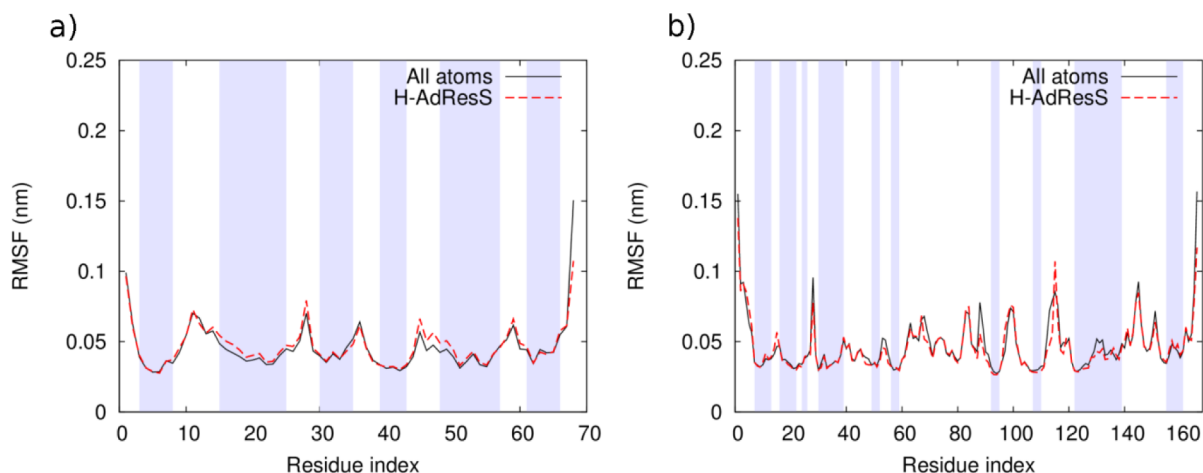 a)
0.25
0.2
0.15
0.1
0.05
0
RMSF (nm)
All atoms
H-AdResS
0 10 20 30 40 50 60 70
Residue index
b)
0.25
0.2
0.15
0.1
0.05
0
RMSF (nm)
All atoms
H-AdResS
0 20 40 60 80 100 120 140 160
Residue index